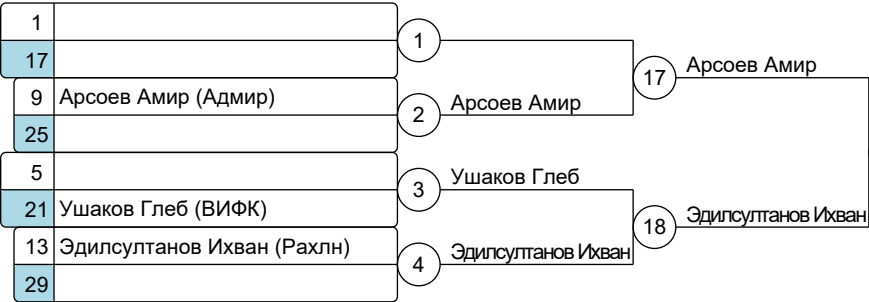 1
17
9 Арсоев Амир (Адмир)
25
5
21 Ушаков Глеб (ВИФК)
13 Эдилсултанов Ихван (Рахлн)
29
1
2 Арсоев Амир
3 Ушаков Глеб
4 Эдилсултанов Ихван
17 Арсоев Амир
18 Эдилсултанов Ихван